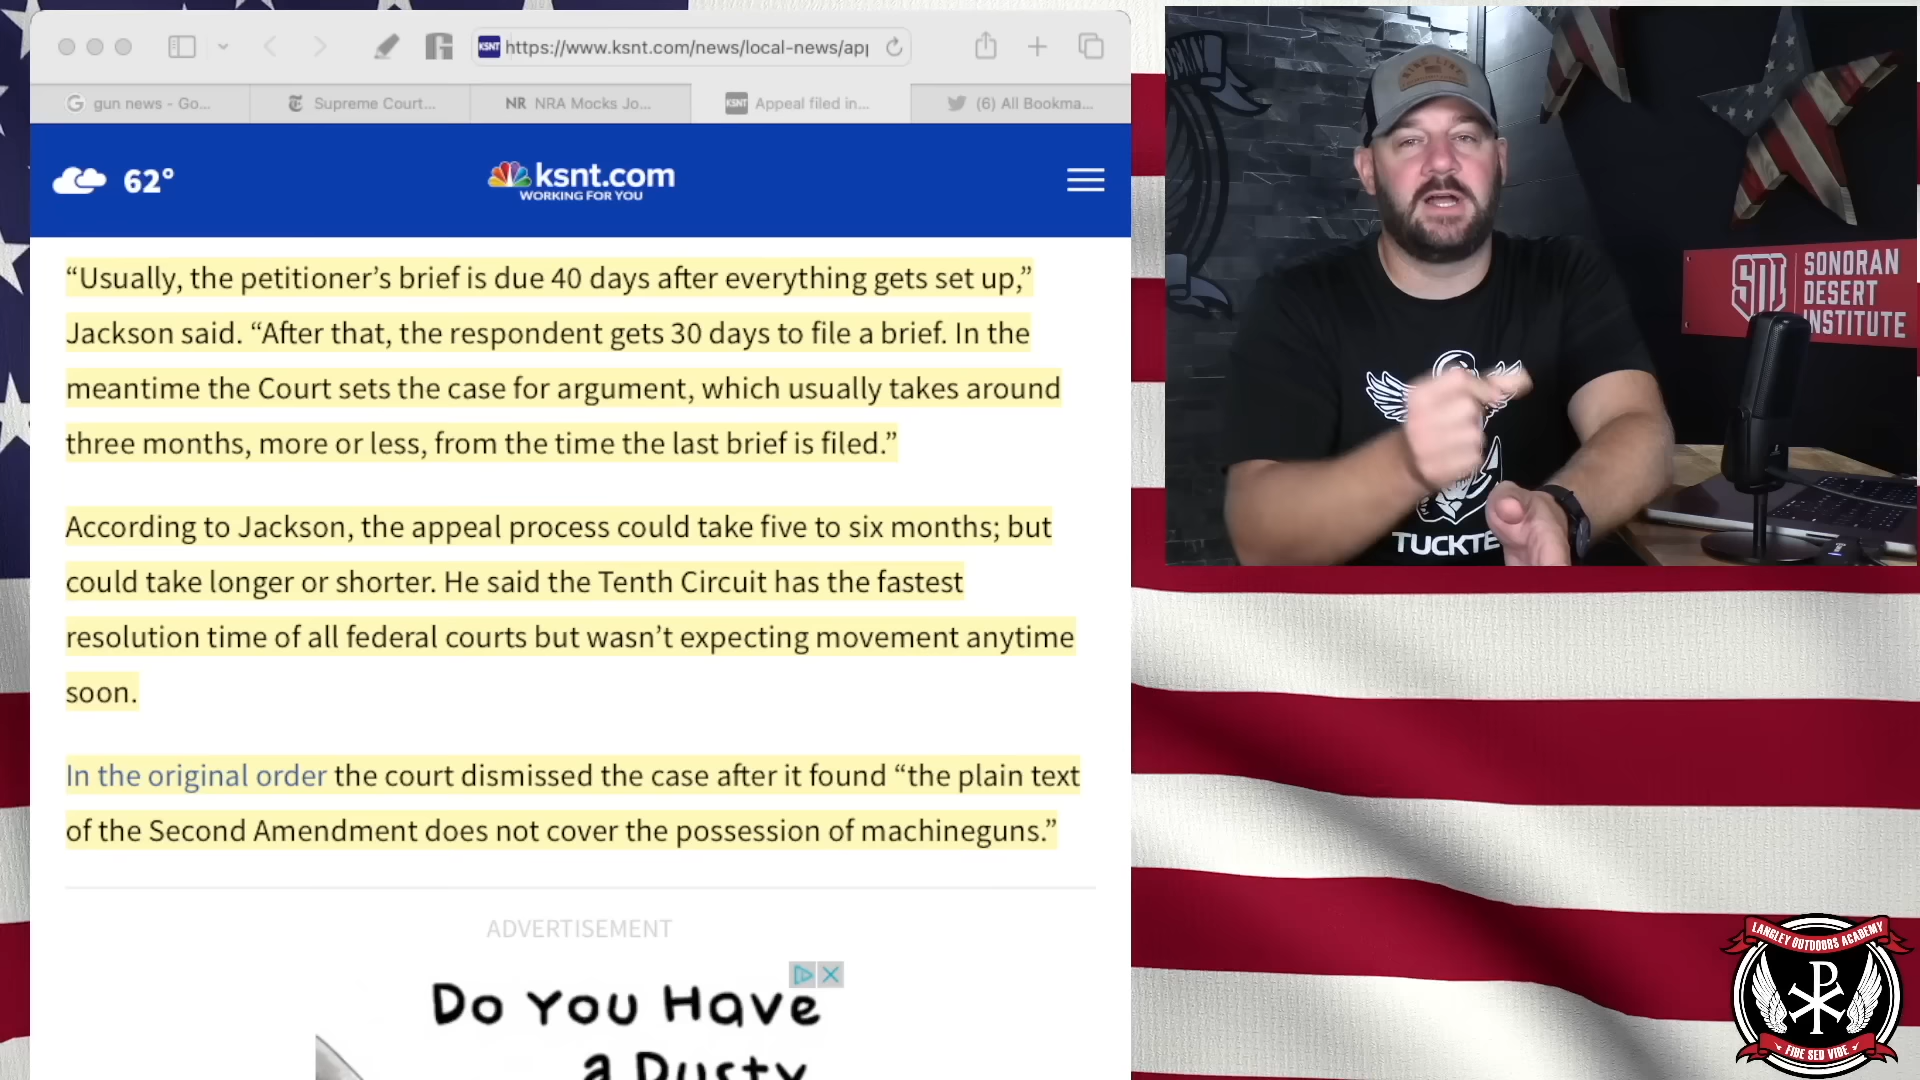 https://www.ksnt.com/news/local-news/app
gun news - Go...
Supreme Court...
NR NRA Mocks Jo...
KSNT Appeal filed in...
(6) All Bookma...
62°
ksnt.com
WORKING FOR YOU
“Usually, the petitioner’s brief is due 40 days after everything gets set up,”
Jackson said. “After that, the respondent gets 30 days to file a brief. In the
meantime the Court sets the case for argument, which usually takes around
three months, more or less, from the time the last brief is filed.”
According to Jackson, the appeal process could take five to six months; but
could take longer or shorter. He said the Tenth Circuit has the fastest
resolution time of all federal courts but wasn’t expecting movement anytime
soon.
In the original order the court dismissed the case after it found “the plain text
of the Second Amendment does not cover the possession of machineguns.”
ADVERTISEMENT
Do You Have
a Dusty
NINE LINE
SDI
SONORAN
DESERT
INSTITUTE
TUCKTE
LANGLEY OUTDOORS ACADEMY
FIDE SED VIDE